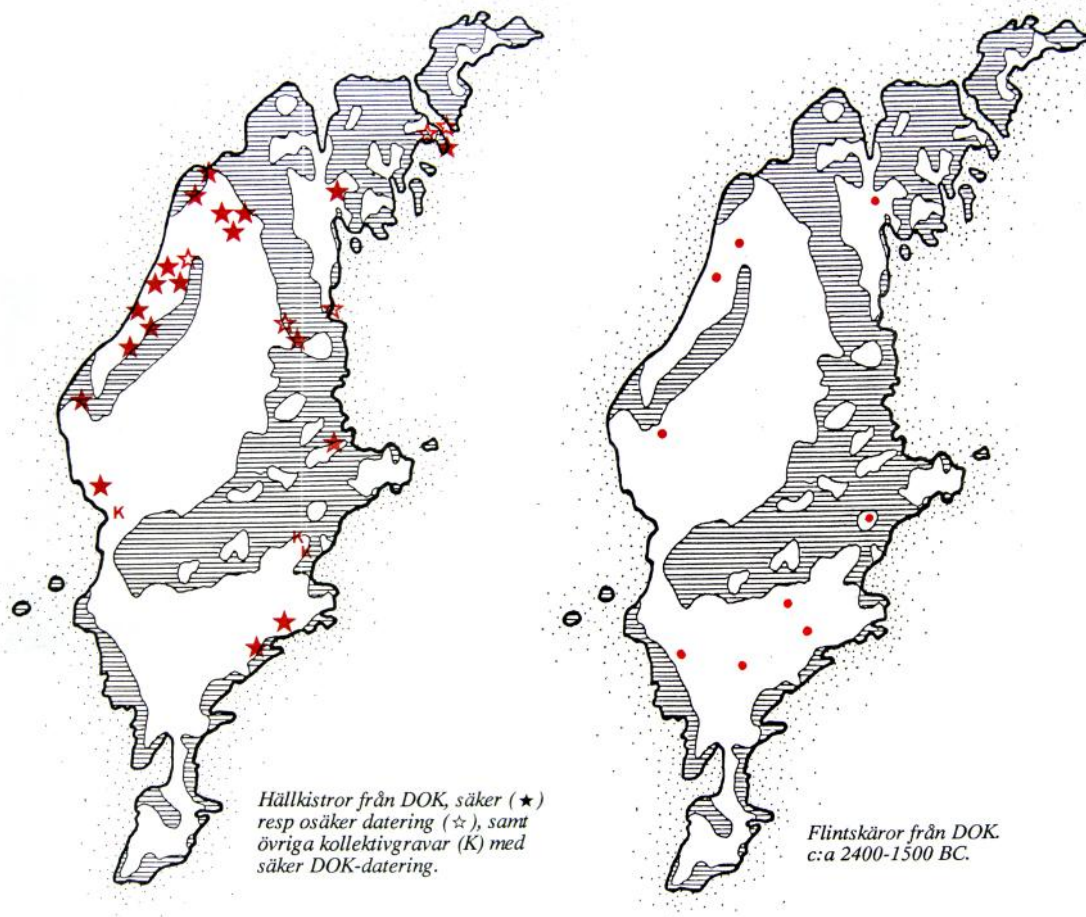 K
K
K
Hällkistror från DOK, säker (★)
resp osäker datering (☆), samt
övriga kollektivgravar (K) med
säker DOK-datering.
Flintskäror från DOK.
c:a 2400-1500 BC.